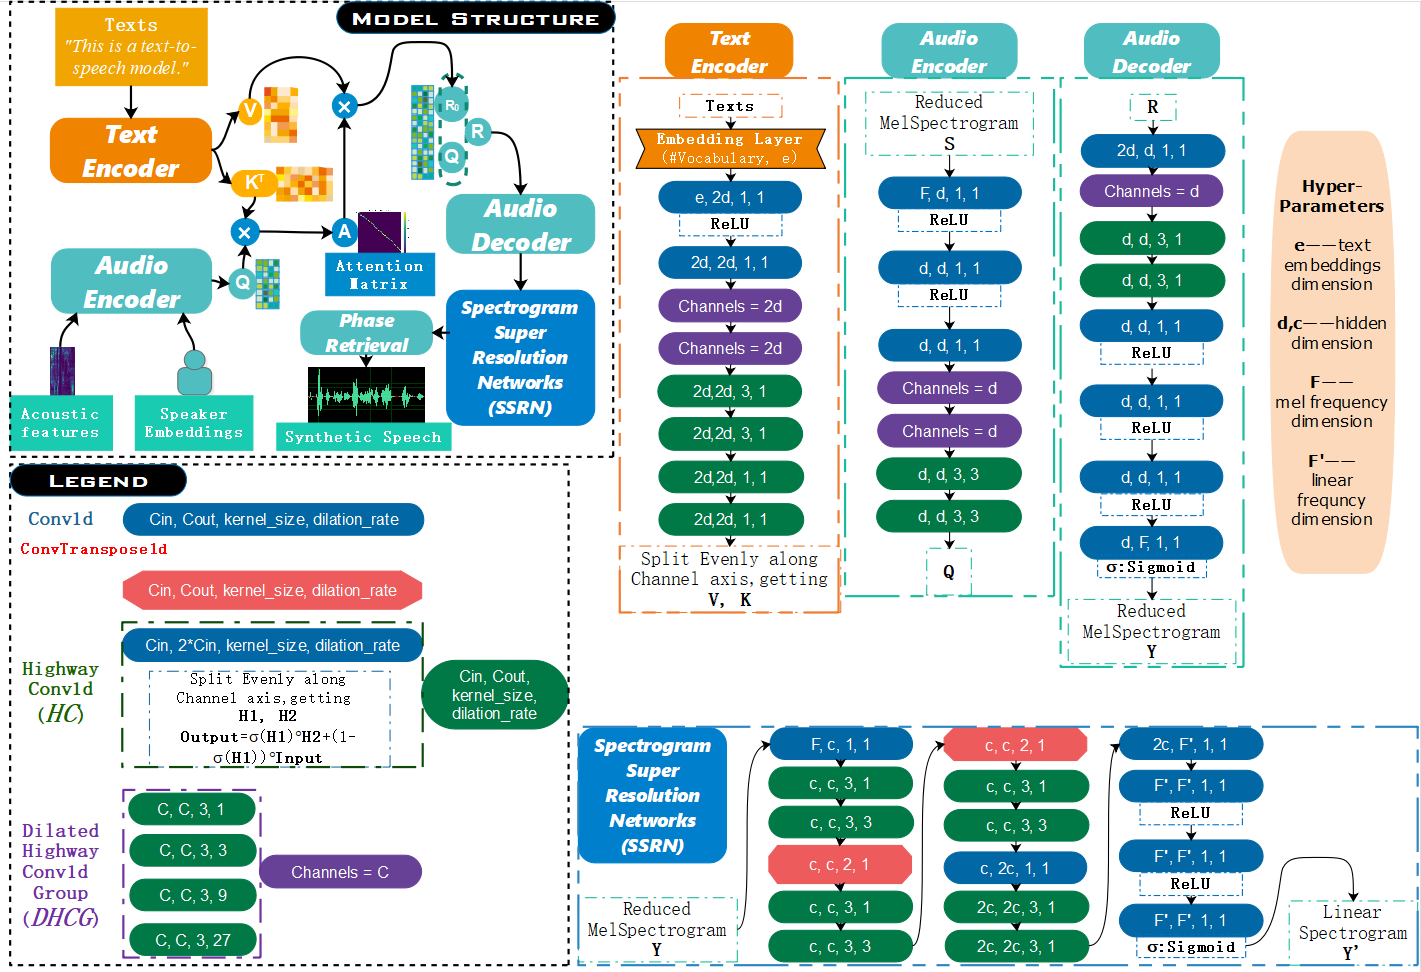 MODEL STRUCTURE
Texts
"This is a text-to-
speech model."
Text
Encoder
V
K^T
×
R₀
R
Q
×
A
Attention
Matrix
Audio
Encoder
Q
Audio
Decoder
Phase
Retrieval
Spectrogram
Super
Resolution
Networks
(SSRN)
Acoustic
features
Speaker
Embeddings
Synthetic Speech
LEGEND
Conv1d
Cin, Cout, kernel_size, dilation_rate
ConvTranspose1d
Cin, Cout, kernel_size, dilation_rate
Highway
Conv1d
(HC)
Cin, 2*Cin, kernel_size, dilation_rate
Split Evenly along
Channel axis,getting
H1, H2
Output=σ(H1)°H2+(1-
σ(H1))°Input
Cin, Cout,
kernel_size,
dilation_rate
Dilated
Highway
Conv1d
Group
(DHCG)
C, C, 3, 1
C, C, 3, 3
C, C, 3, 9
C, C, 3, 27
Channels = C
Text
Encoder
Texts
Embedding Layer
(#Vocabulary, e)
e, 2d, 1, 1
ReLU
2d, 2d, 1, 1
Channels = 2d
Channels = 2d
2d,2d, 3, 1
2d,2d, 3, 1
2d,2d, 1, 1
2d,2d, 1, 1
Split Evenly along
Channel axis,getting
V, K
Audio
Encoder
Reduced
MelSpectrogram
S
F, d, 1, 1
ReLU
d, d, 1, 1
ReLU
d, d, 1, 1
Channels = d
Channels = d
d, d, 3, 3
d, d, 3, 3
Q
Audio
Decoder
R
2d, d, 1, 1
Channels = d
d, d, 3, 1
d, d, 3, 1
d, d, 1, 1
ReLU
d, d, 1, 1
ReLU
d, d, 1, 1
ReLU
d, F, 1, 1
σ:Sigmoid
Reduced
MelSpectrogram
Y
Hyper-
Parameters
e——text
embeddings
dimension
d,c——hidden
dimension
F——
mel frequency
dimension
F'——
linear
frequncy
dimension
Spectrogram
Super
Resolution
Networks
(SSRN)
Reduced
MelSpectrogram
Y
F, c, 1, 1
c, c, 3, 1
c, c, 3, 3
c, c, 2, 1
c, c, 3, 1
c, c, 3, 3
c, c, 2, 1
c, c, 3, 1
c, c, 3, 3
c, 2c, 1, 1
2c, 2c, 3, 1
2c, 2c, 3, 1
2c, F', 1, 1
F', F', 1, 1
ReLU
F', F', 1, 1
ReLU
F', F', 1, 1
σ:Sigmoid
Linear
Spectrogram
Y'